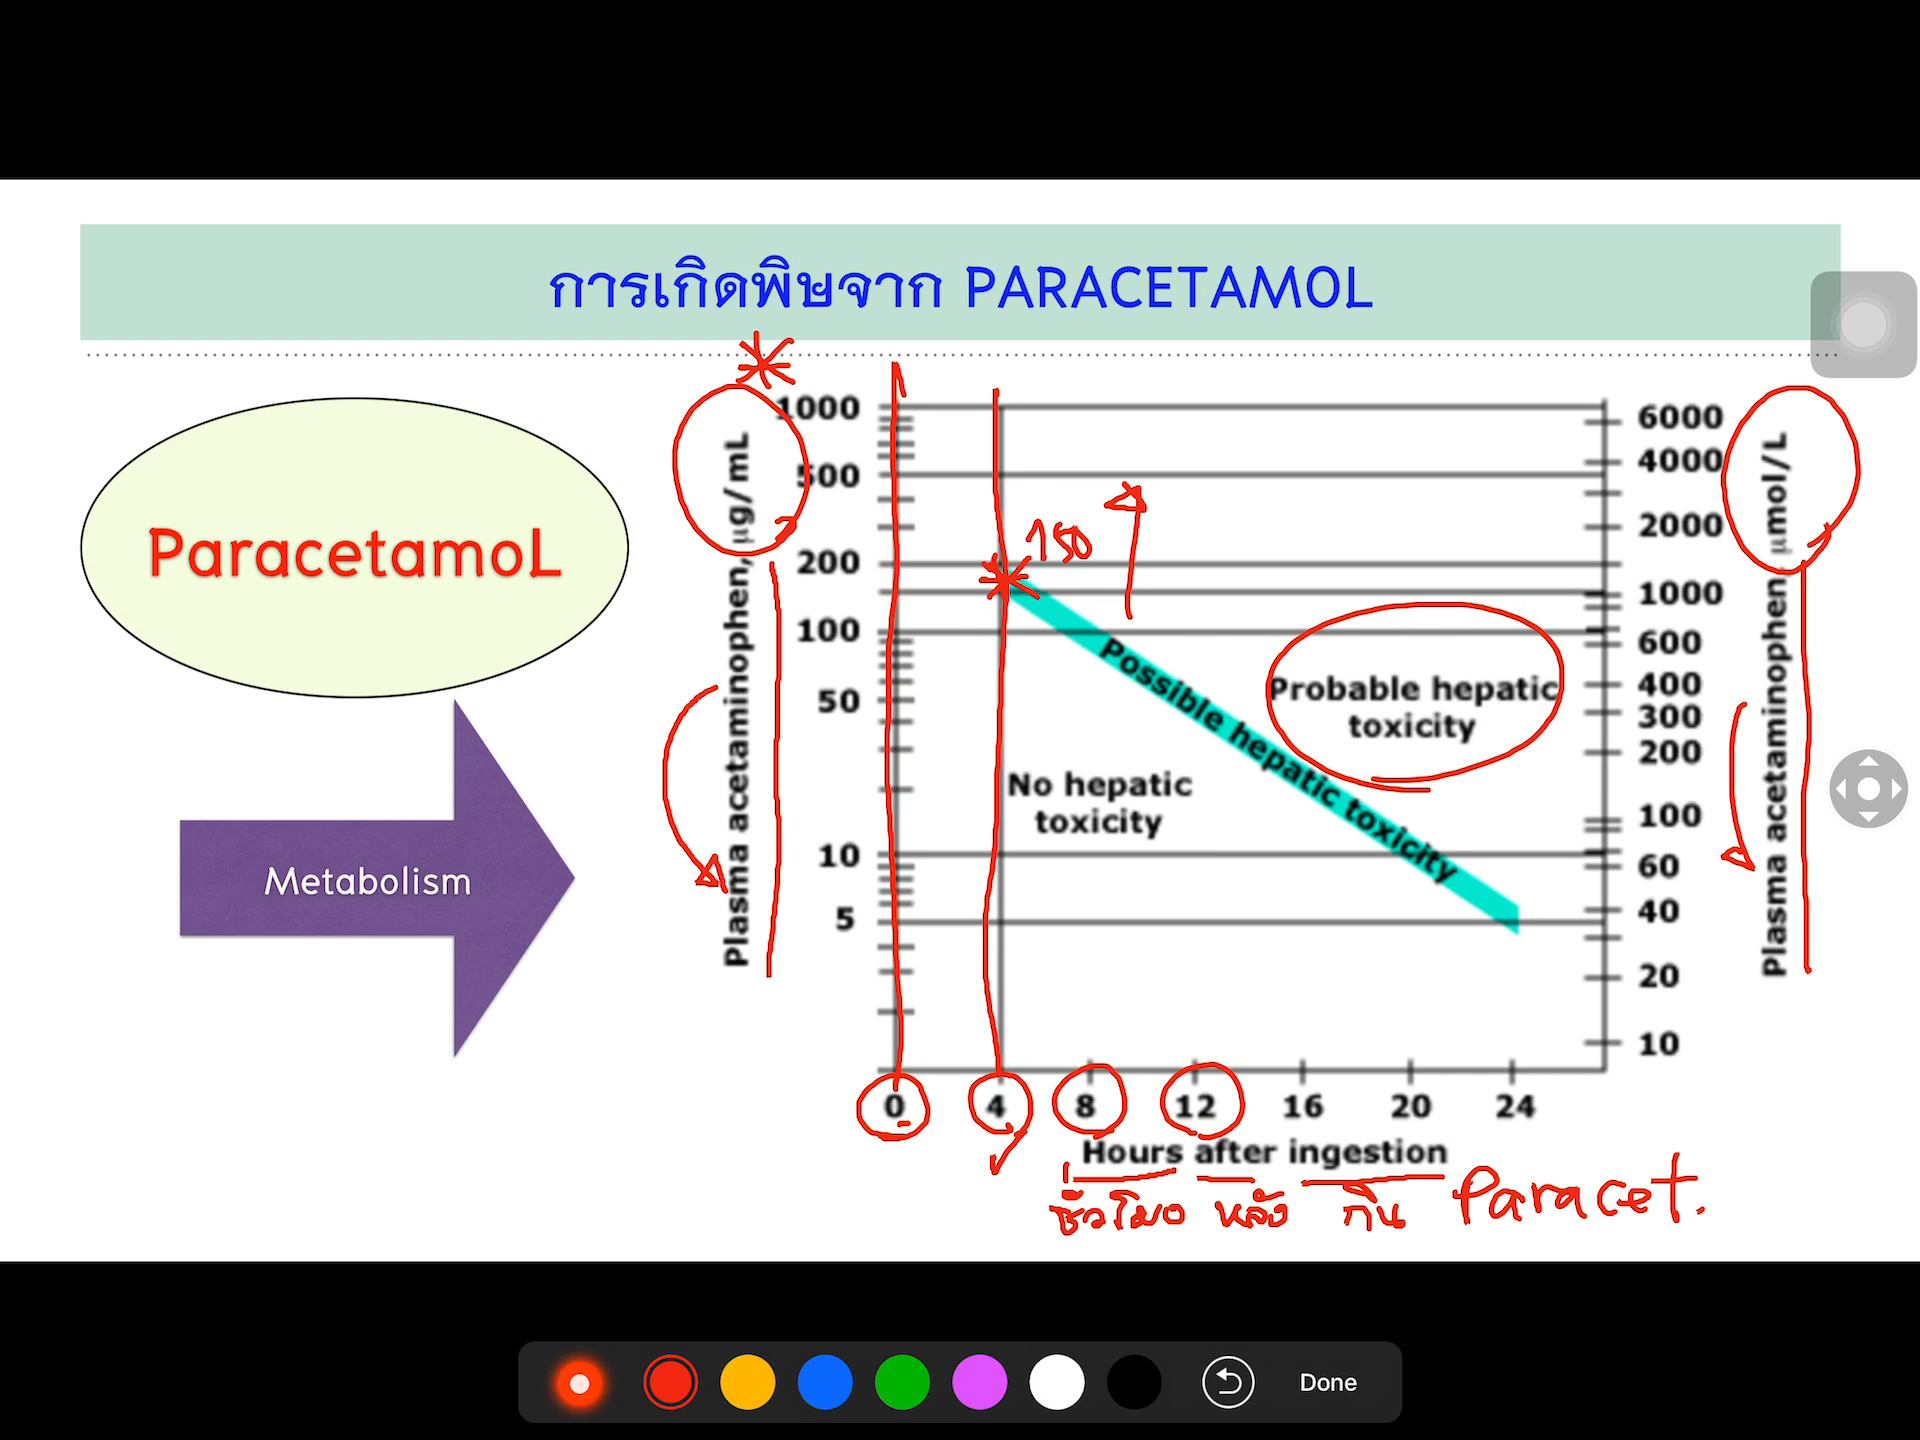 การเกิดพิษจาก PARACETAMOL
ParacetamoL
Metabolism
Plasma acetaminophen, μg/mL
1000
500
200
100
50
10
5
150
Possible hepatic toxicity
Probable hepatic
toxicity
No hepatic
toxicity
6000
4000
2000
1000
600
400
300
200
100
60
40
20
10
Plasma acetaminophen, μmol/L
0 4 8 12 16 20 24
Hours after ingestion
ชั่วโมง หลัง กิน Paracet.
Done